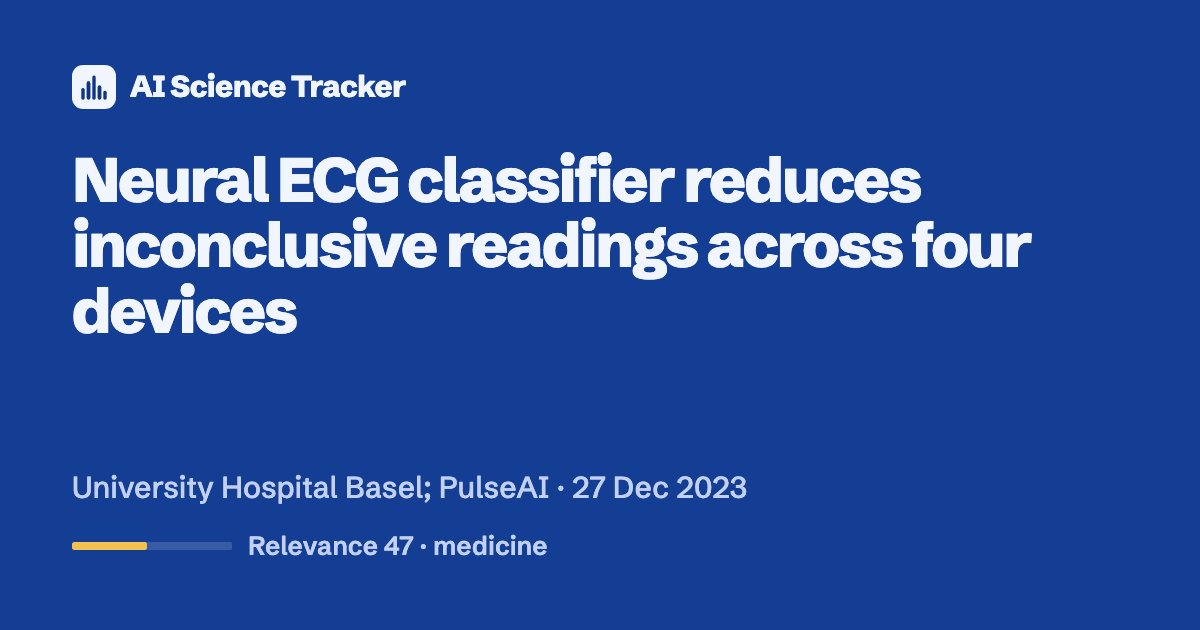 AI Science Tracker
Neural ECG classifier reduces
inconclusive readings across four
devices
University Hospital Basel; PulseAI · 27 Dec 2023
Relevance 47 · medicine